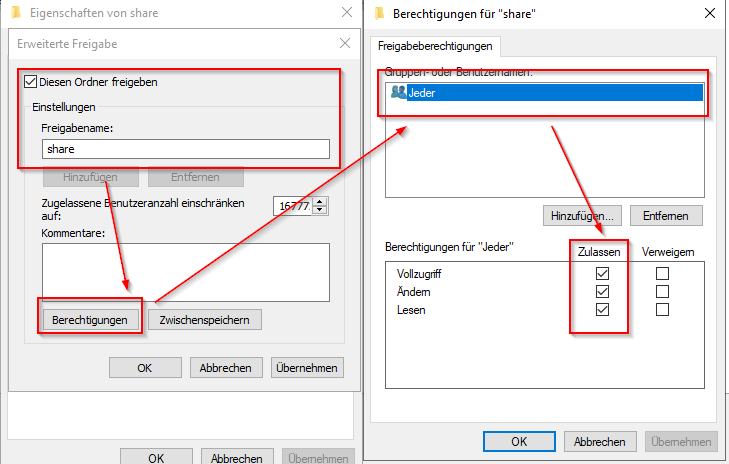 Eigenschaften von share
Erweiterte Freigabe
Diesen Ordner freigeben
Einstellungen
Freigabename:
share
Hinzufügen
Entfernen
Zugelassene Benutzeranzahl einschränken
auf:
16777
Kommentare:
Berechtigungen
Zwischenspeichern
OK
Abbrechen
Übernehmen
OK
Abbrechen
Übernehmen
Berechtigungen für "share"
Freigabeberechtigungen
Gruppen- oder Benutzernamen:
Jeder
Hinzufügen...
Entfernen
Berechtigungen für "Jeder"
Zulassen
Verweigern
Vollzugriff
Ändern
Lesen
OK
Abbrechen
Übernehmen